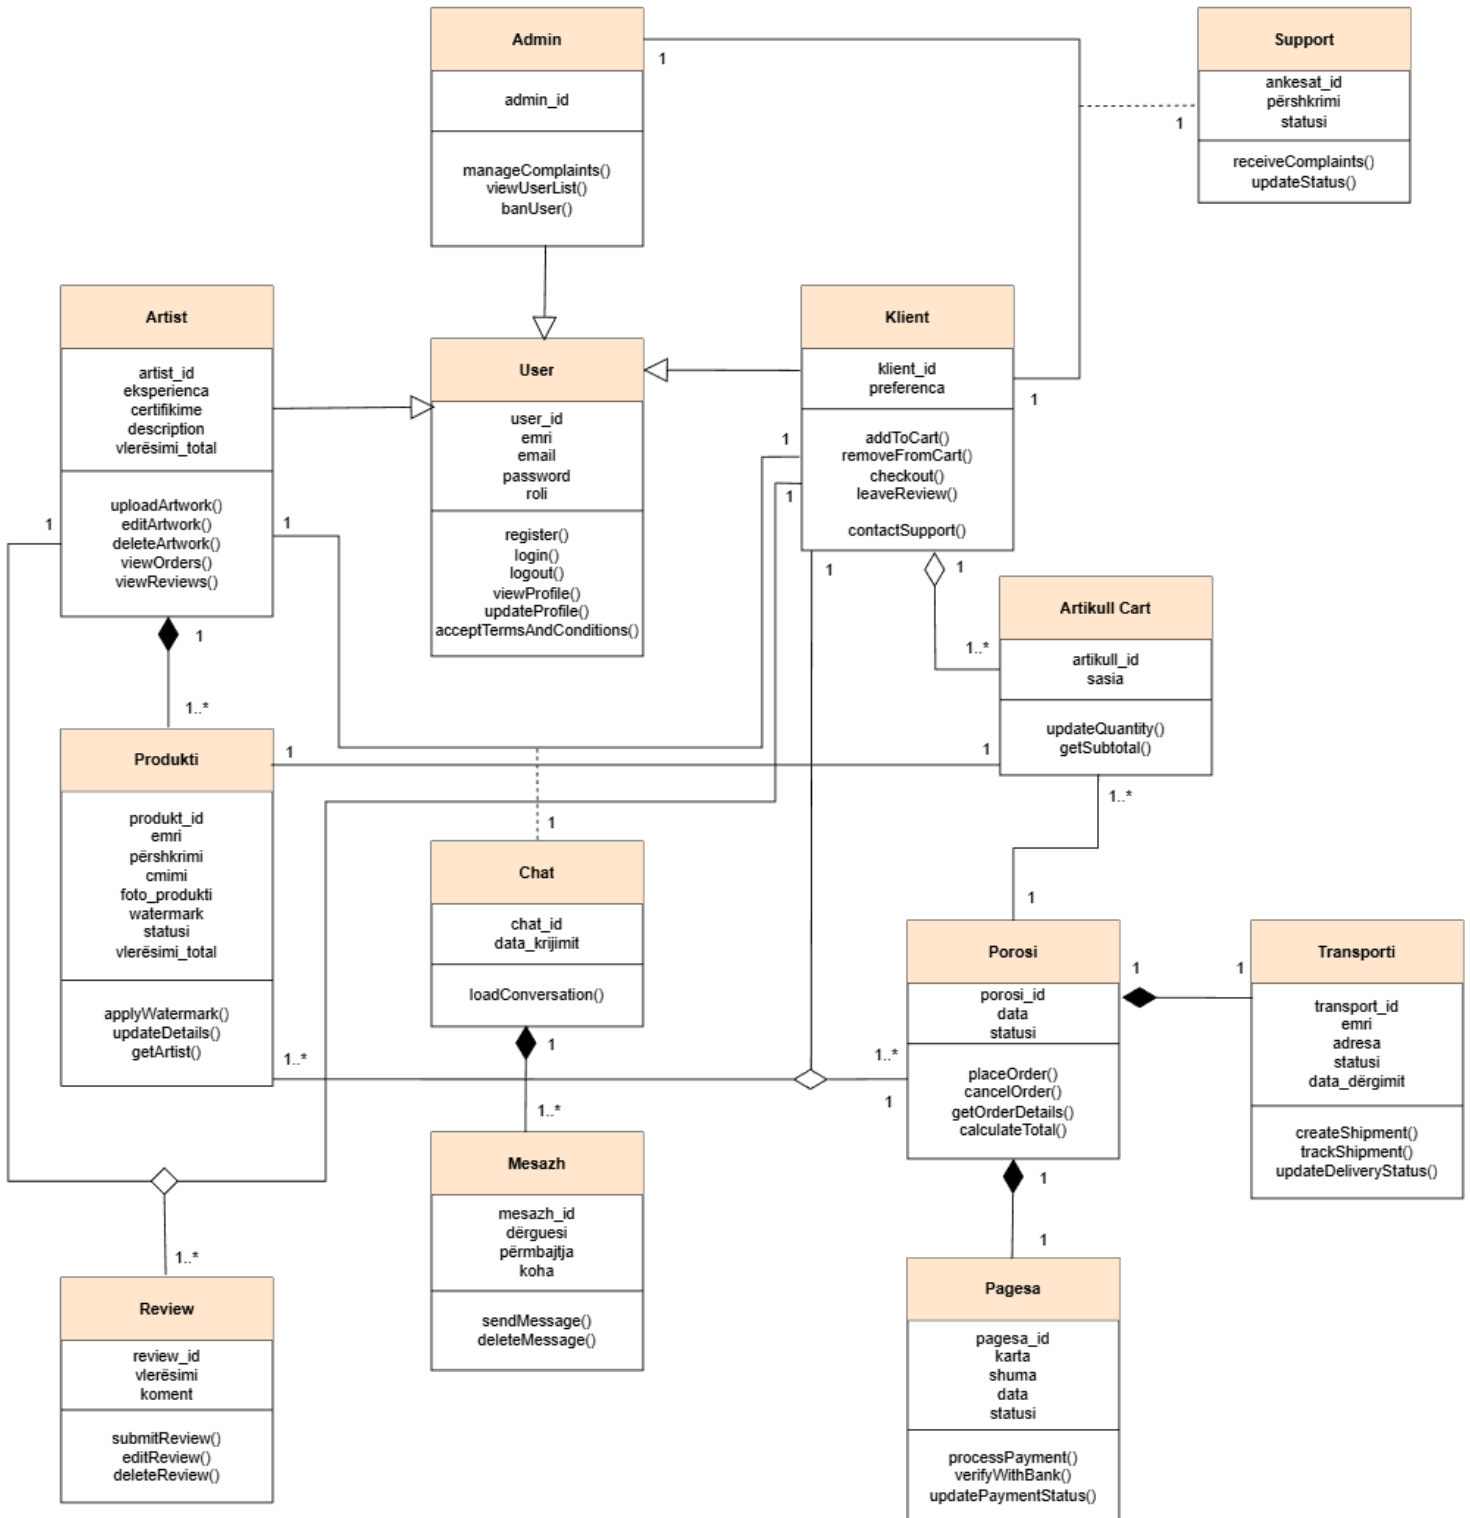 Admin
admin_id
manageComplaints()
viewUserList()
banUser()
1
Support
ankesat_id
përshkrimi
statusi
receiveComplaints()
updateStatus()
1
Artist
artist_id
eksperienca
certifikime
description
vlerësimi_total
uploadArtwork()
editArtwork()
deleteArtwork()
viewOrders()
viewReviews()
1
1
1
1..*
User
user_id
emri
email
password
roli
register()
login()
logout()
viewProfile()
updateProfile()
acceptTermsAndConditions()
Klient
klient_id
preferenca
addToCart()
removeFromCart()
checkout()
leaveReview()
contactSupport()
1
1
1
1
1
1..*
Artikull Cart
artikull_id
sasia
updateQuantity()
getSubtotal()
1
1..*
1
Produkti
produkt_id
emri
përshkrimi
cmimi
foto_produkti
watermark
statusi
vlerësimi_total
applyWatermark()
updateDetails()
getArtist()
1
1..*
Chat
chat_id
data_krijimit
loadConversation()
1
1
1..*
Porosi
porosi_id
data
statusi
placeOrder()
cancelOrder()
getOrderDetails()
calculateTotal()
1..*
1
1
1
Transporti
transport_id
emri
adresa
statusi
data_dërgimit
createShipment()
trackShipment()
updateDeliveryStatus()
Mesazh
mesazh_id
dërguesi
përmbajtja
koha
sendMessage()
deleteMessage()
1
1
Pagesa
pagesa_id
karta
shuma
data
statusi
processPayment()
verifyWithBank()
updatePaymentStatus()
1..*
Review
review_id
vlerësimi
koment
submitReview()
editReview()
deleteReview()